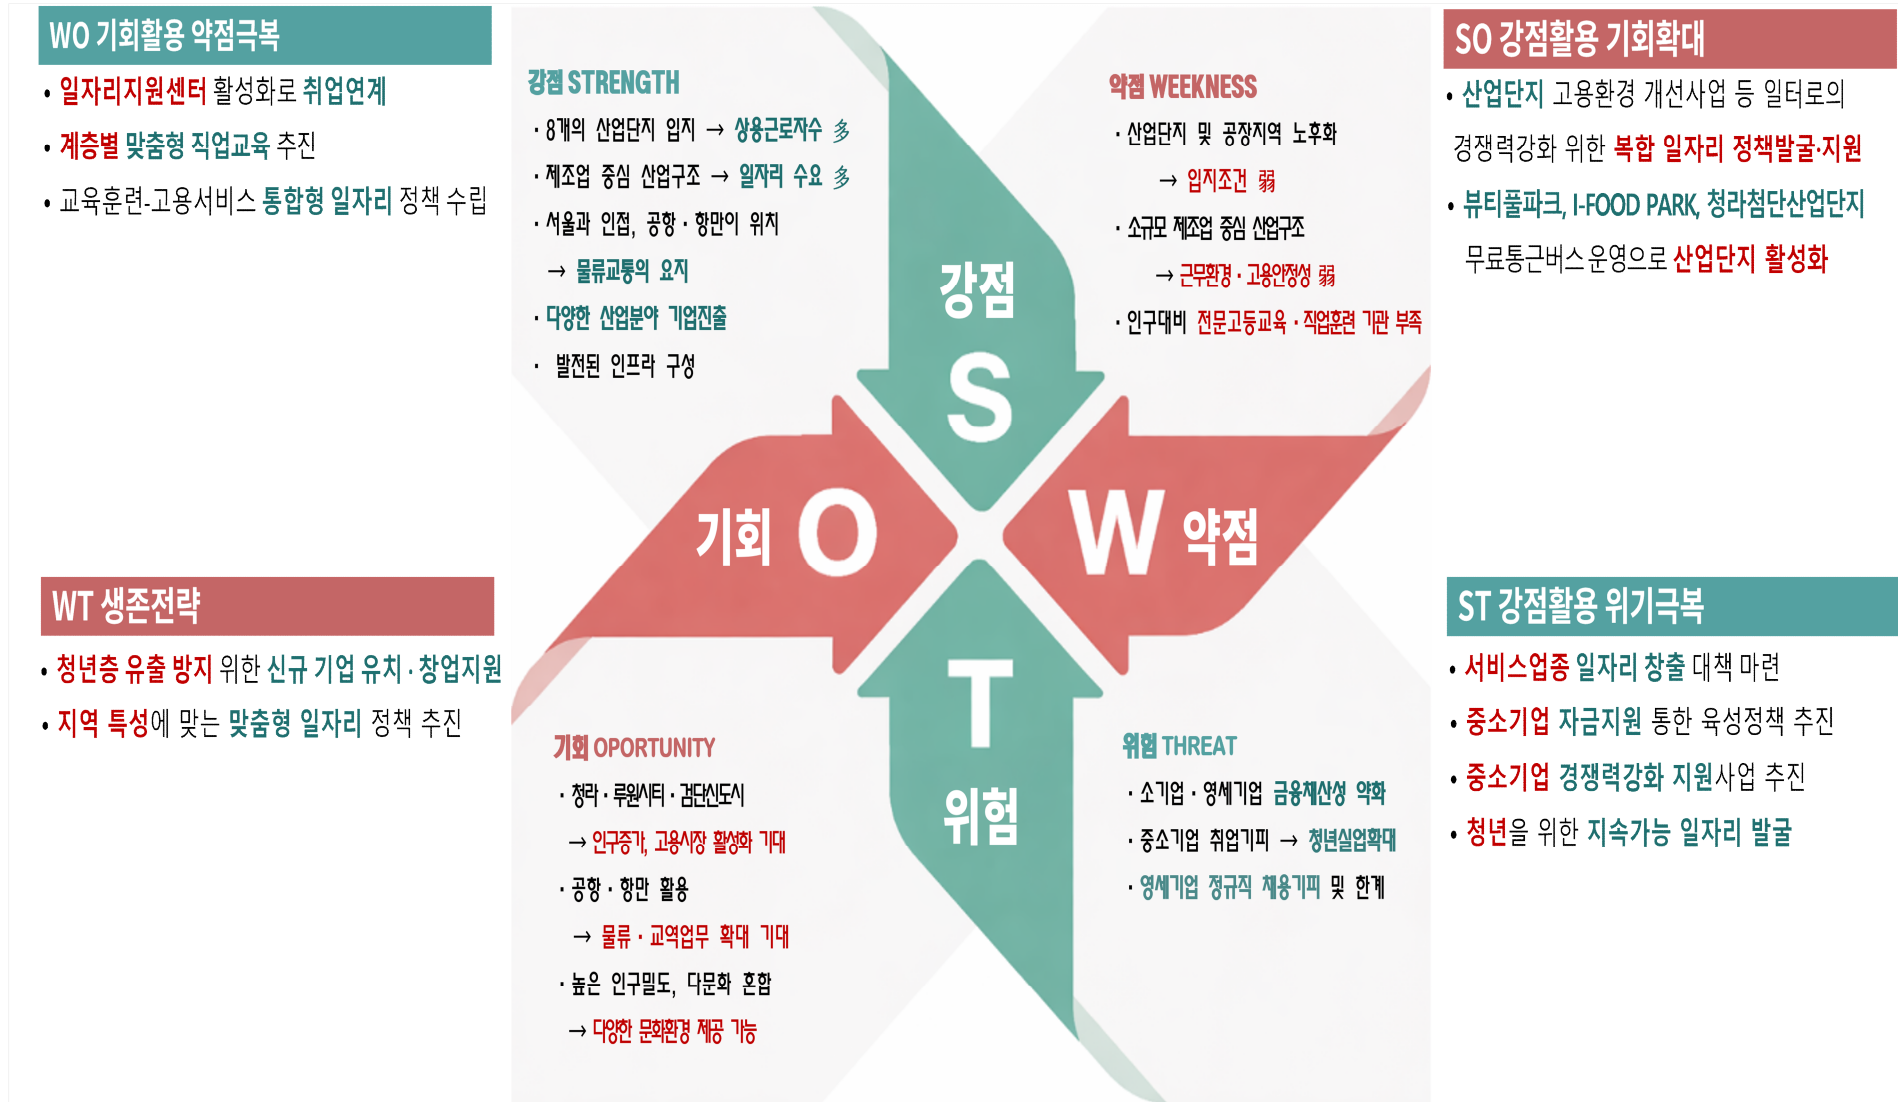 WO 기회활용 약점극복
• 일자리지원센터 활성화로 취업연계
• 계층별 맞춤형 직업교육 추진
• 교육훈련-고용서비스 통합형 일자리 정책 수립
WT 생존전략
• 청년층 유출 방지 위한 신규 기업 유치 · 창업지원
• 지역 특성에 맞는 맞춤형 일자리 정책 추진
강점 STRENGTH
· 8개의 산업단지 입지 → 상용근로자수 多
· 제조업 중심 산업구조 → 일자리 수요 多
· 서울과 인접, 공항 · 항만이 위치
→ 물류교통의 요지
· 다양한 산업분야 기업진출
· 발전된 인프라 구성
약점 WEEKNESS
· 산업단지 및 공장지역 노후화
→ 입지조건 弱
· 소규모 제조업 중심 산업구조
→ 근무환경 · 고용안정성 弱
· 인구대비 전문고등교육 · 직업훈련 기관 부족
강점
S
기회 O
W 약점
T
위험
기회 OPORTUNITY
· 청라 · 루원시티 · 검단신도시
→ 인구증가, 고용시장 활성화 기대
· 공항 · 항만 활용
→ 물류 · 교역업무 확대 기대
· 높은 인구밀도, 다문화 혼합
→ 다양한 문화환경 제공 가능
위험 THREAT
· 소기업 · 영세기업 금융채산성 약화
· 중소기업 취업기피 → 청년실업확대
· 영세기업 정규직 채용기피 및 한계
SO 강점활용 기회확대
• 산업단지 고용환경 개선사업 등 일터로의
경쟁력강화 위한 복합 일자리 정책발굴·지원
• 뷰티풀파크, I-FOOD PARK, 청라첨단산업단지
무료통근버스 운영으로 산업단지 활성화
ST 강점활용 위기극복
• 서비스업종 일자리 창출 대책 마련
• 중소기업 자금지원 통한 육성정책 추진
• 중소기업 경쟁력강화 지원사업 추진
• 청년을 위한 지속가능 일자리 발굴